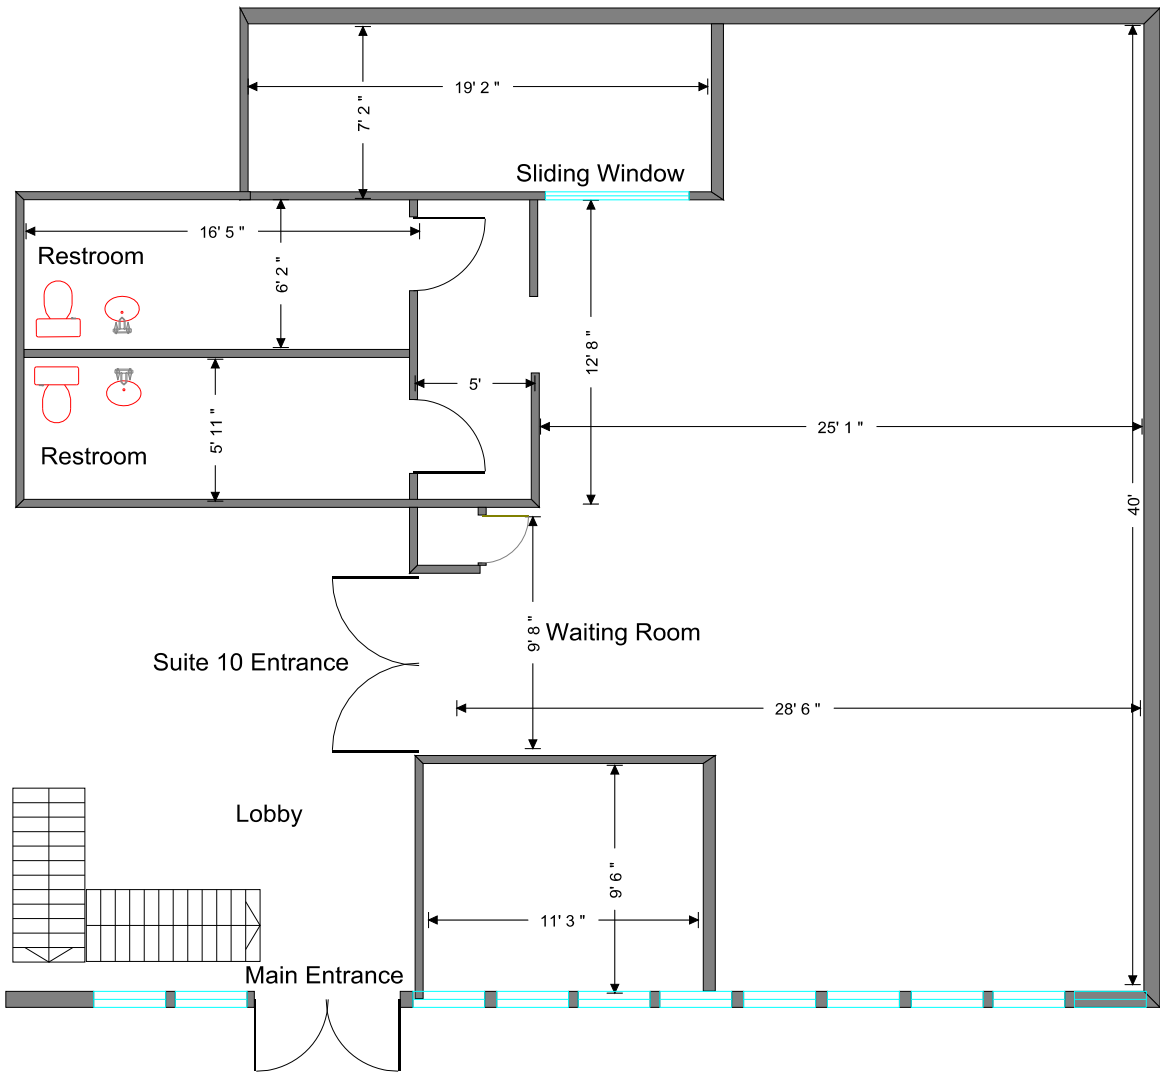 19' 2 "
7' 2 "
Sliding Window
16' 5 "
Restroom
6' 2 "
12' 8 "
5'
5' 11 "
25' 1 "
Restroom
40'
9' 8 "
Waiting Room
Suite 10 Entrance
28' 6 "
Lobby
9' 6 "
11' 3 "
Main Entrance